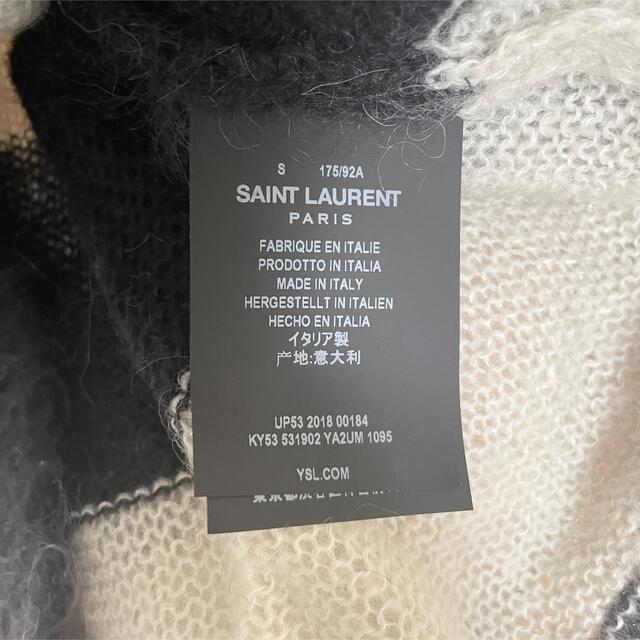 S 175/92A
SAINT LAURENT
PARIS
FABRIQUE EN ITALIE
PRODOTTO IN ITALIA
MADE IN ITALY
HERGESTELLT IN ITALIEN
HECHO EN ITALIA
イタリア製
产地:意大利
UP53 2018 00184
KY53 531902 YA2UM 1095
YSL.COM